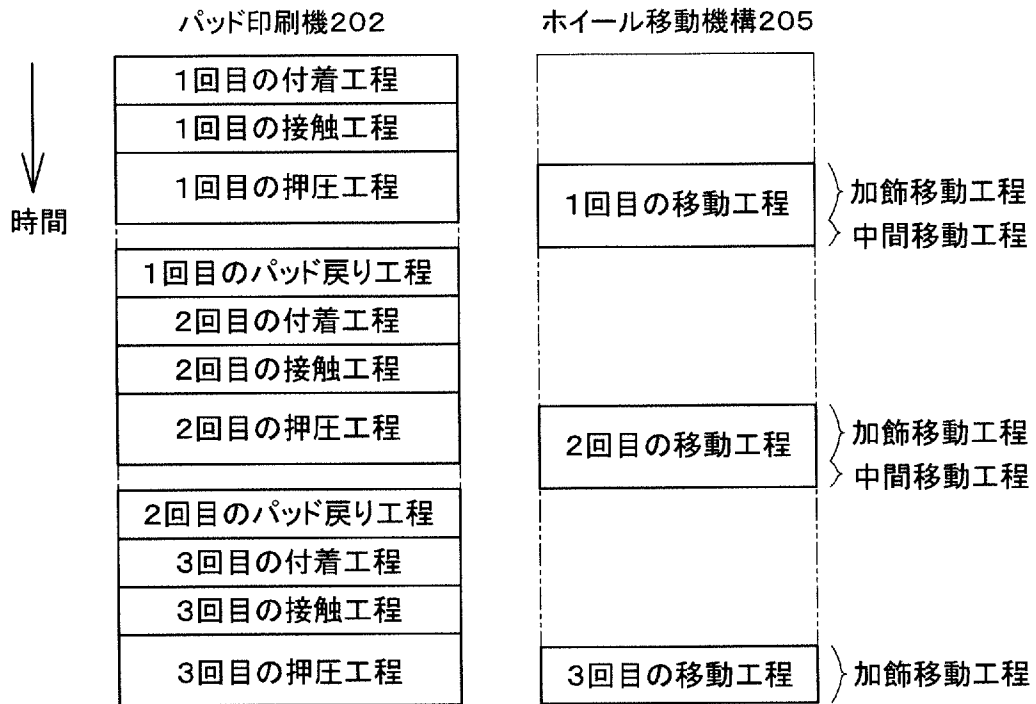 パッド印刷機202
ホイール移動機構205
時間
1回目の付着工程
1回目の接触工程
1回目の押圧工程
1回目の移動工程
加飾移動工程
中間移動工程
1回目のパッド戻り工程
2回目の付着工程
2回目の接触工程
2回目の押圧工程
2回目の移動工程
加飾移動工程
中間移動工程
2回目のパッド戻り工程
3回目の付着工程
3回目の接触工程
3回目の押圧工程
3回目の移動工程
加飾移動工程